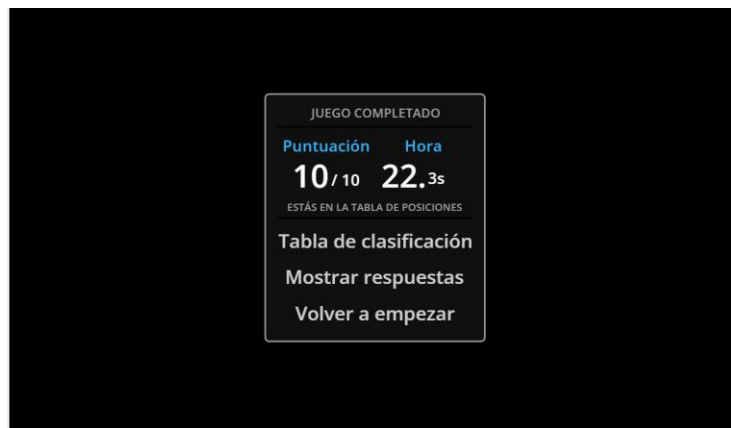 JUEGO COMPLETADO
Puntuación Hora
10/ 10 22.3s
ESTÁS EN LA TABLA DE POSICIONES
Tabla de clasificación
Mostrar respuestas
Volver a empezar